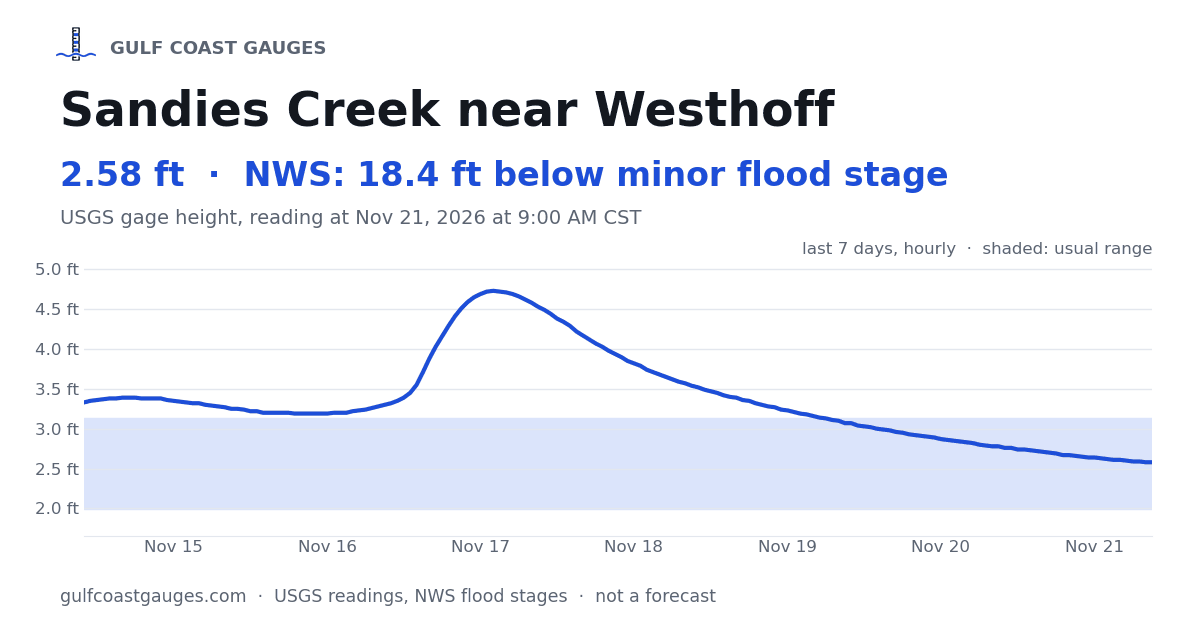 GULF COAST GAUGES
Sandies Creek near Westhoff
2.58 ft · NWS: 18.4 ft below minor flood stage
USGS gage height, reading at Nov 21, 2026 at 9:00 AM CST
last 7 days, hourly · shaded: usual range
5.0 ft
4.5 ft
4.0 ft
3.5 ft
3.0 ft
2.5 ft
2.0 ft
Nov 15 Nov 16 Nov 17 Nov 18 Nov 19 Nov 20 Nov 21
gulfcoastgauges.com · USGS readings, NWS flood stages · not a forecast